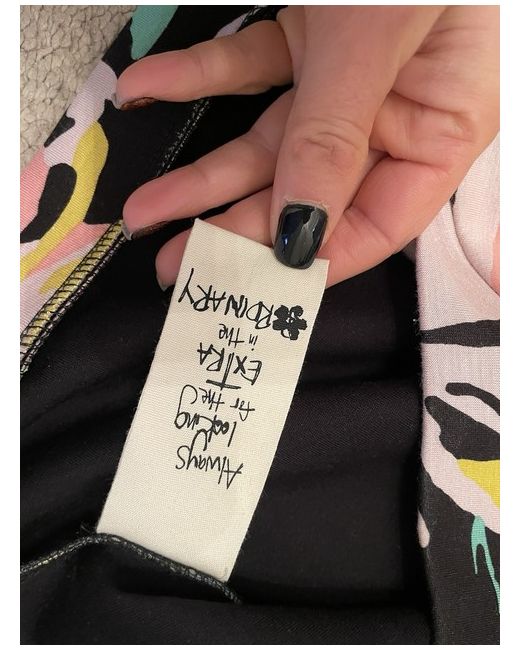 Always
looking
for the
EXTRA
in the
ORDINARY